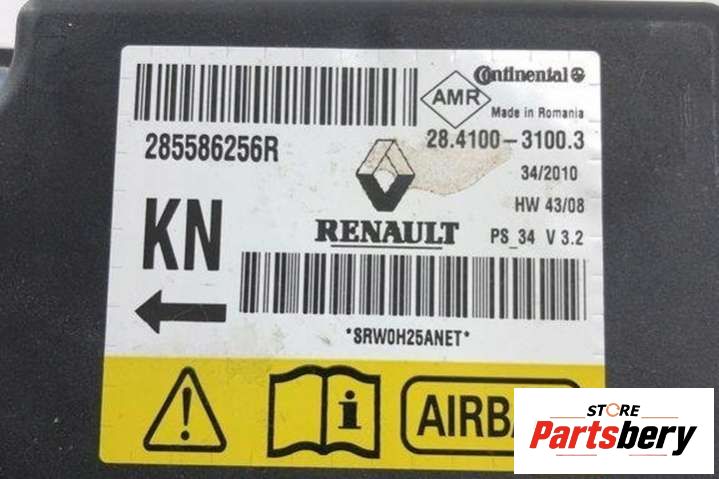 Continental
AMR
Made in Romania
285586256R
28.4100-3100.3
34/2010
HW 43/08
KN
RENAULT
PS_34 V 3.2
*SRW0H25ANET*
i
AIRBA
STORE
Partsbery